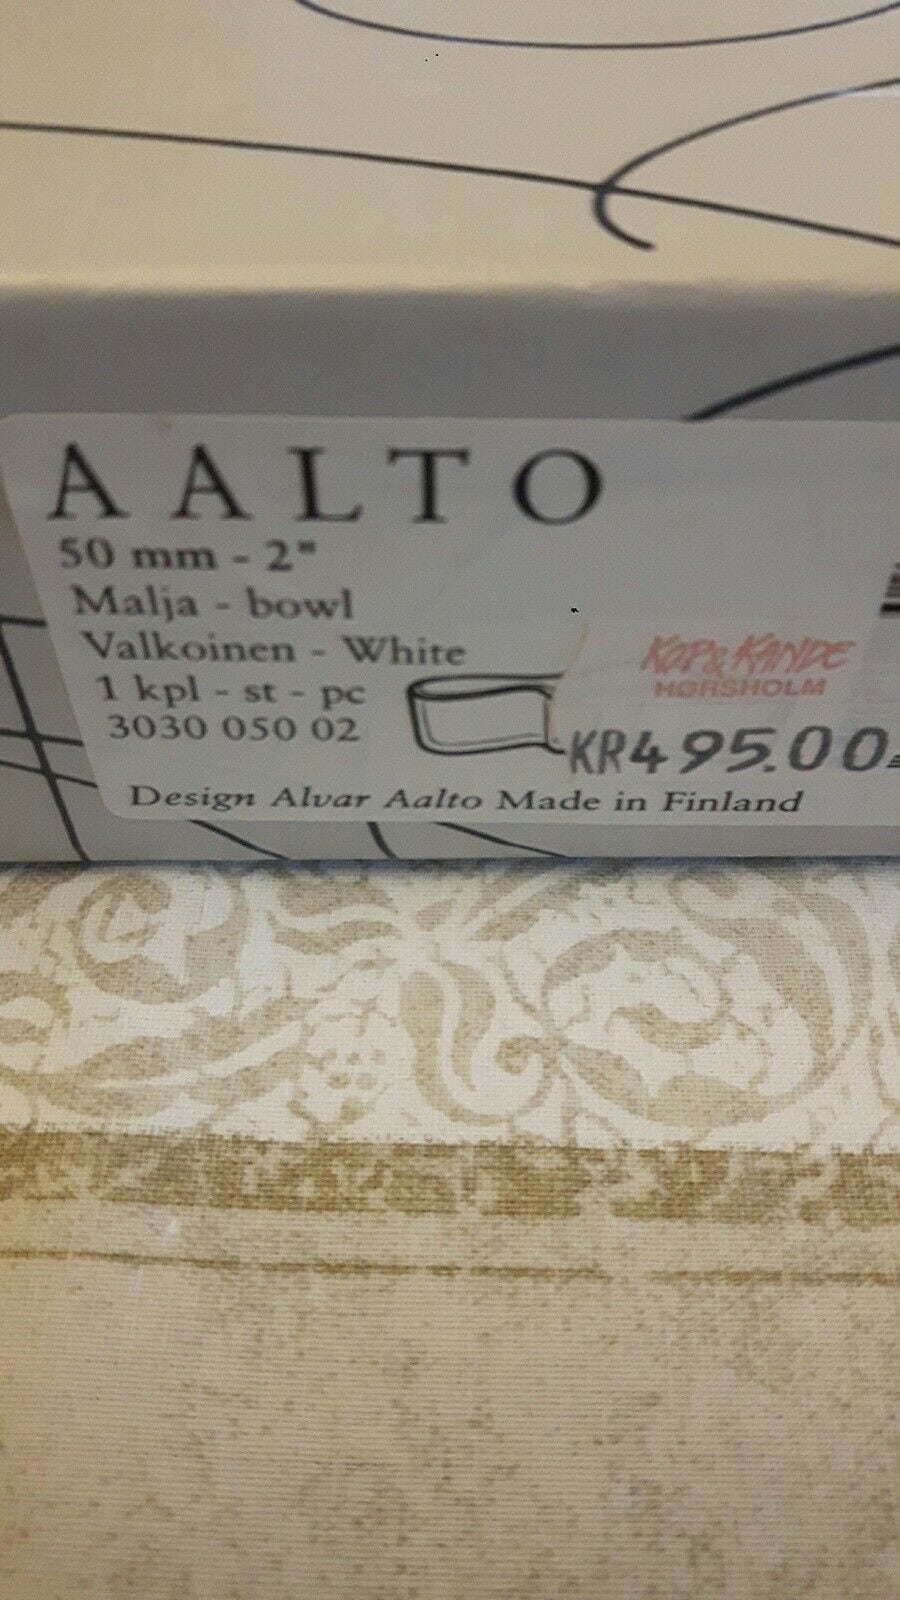 AALTO
50 mm - 2"
Malja - bowl
Valkoinen - White
1 kpl - st - pc
3030 050 02
KOP & KANDE
HØRSHOLM
KR495.00
Design Alvar Aalto Made in Finland